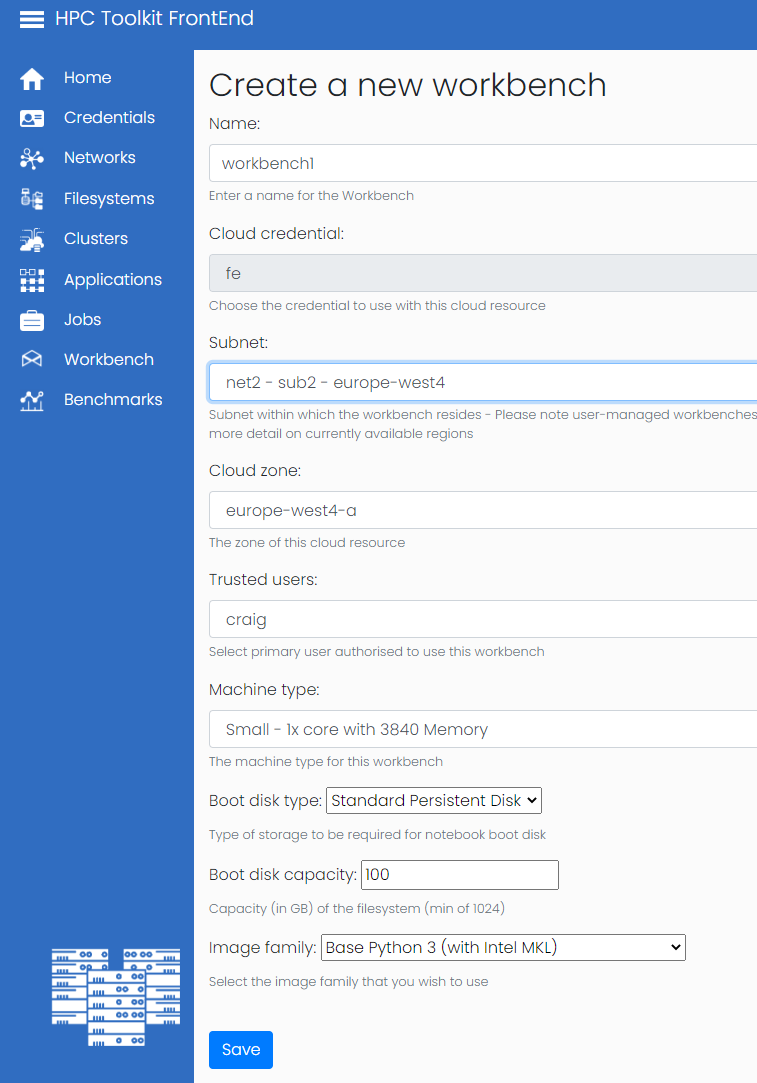 HPC Toolkit FrontEnd
Home
Credentials
Networks
Filesystems
Clusters
Applications
Jobs
Workbench
Benchmarks
Create a new workbench
Name:
workbench1
Enter a name for the Workbench
Cloud credential:
fe
Choose the credential to use with this cloud resource
Subnet:
net2 - sub2 - europe-west4
Subnet within which the workbench resides - Please note user-managed workbenches
more detail on currently available regions
Cloud zone:
europe-west4-a
The zone of this cloud resource
Trusted users:
craig
Select primary user authorised to use this workbench
Machine type:
Small - 1x core with 3840 Memory
The machine type for this workbench
Boot disk type: Standard Persistent Disk
Type of storage to be required for notebook boot disk
Boot disk capacity: 100
Capacity (in GB) of the filesystem (min of 1024)
Image family: Base Python 3 (with Intel MKL)
Select the image family that you wish to use
Save